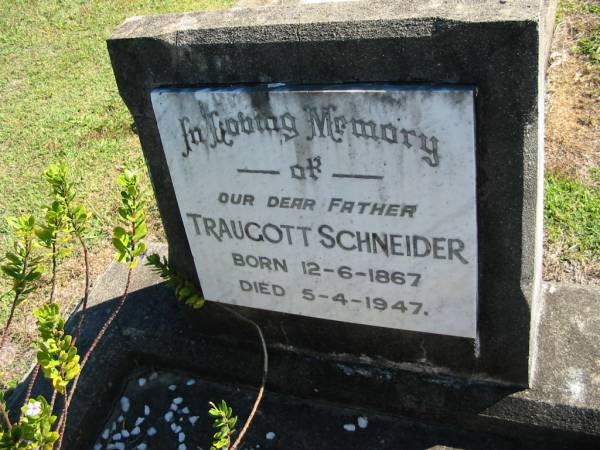 In Loving Memory
— OF —
OUR DEAR FATHER
TRAUGOTT SCHNEIDER
BORN 12-6-1867
DIED 5-4-1947.